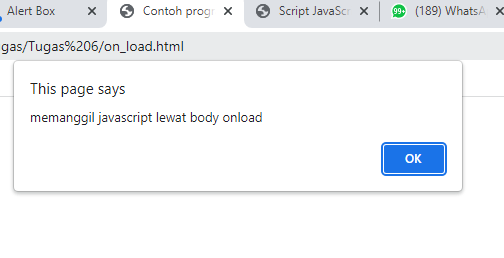 Alert Box
Contoh progr
Script JavaScr
99+
(189) WhatsA
gas/Tugas%206/on_load.html
This page says
memanggil javascript lewat body onload
OK